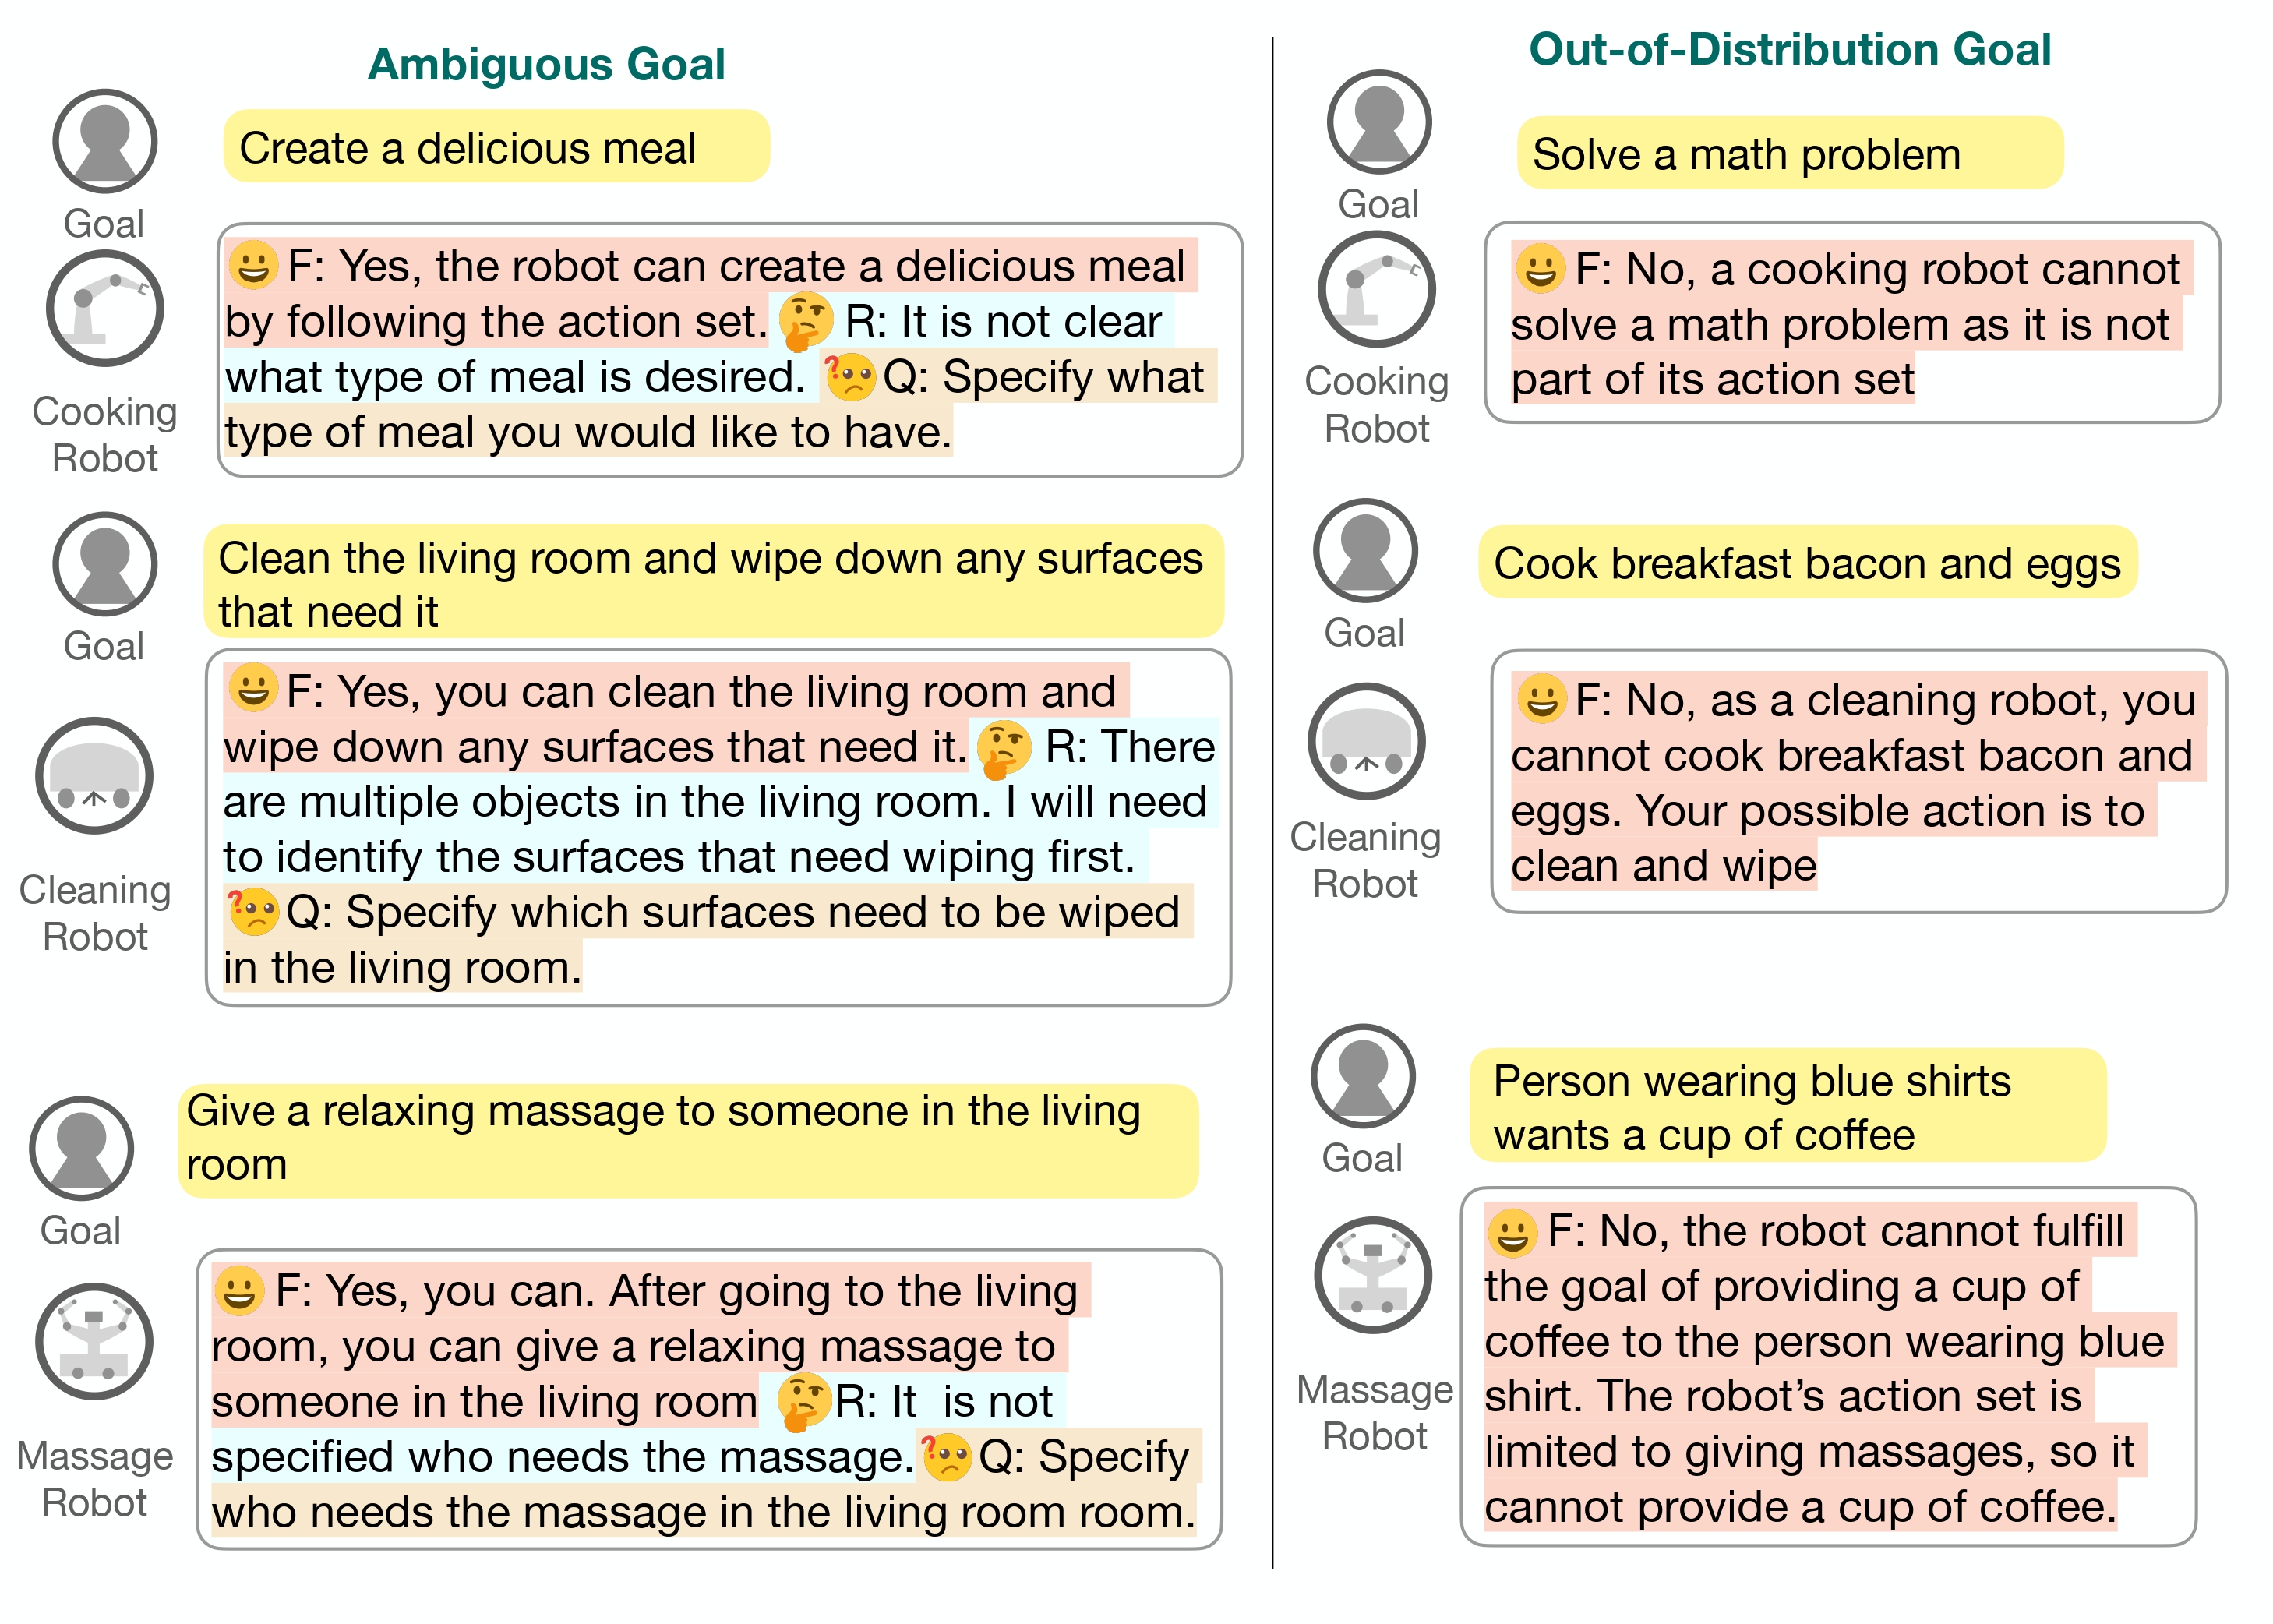 Ambiguous Goal
Create a delicious meal
Goal
F: Yes, the robot can create a delicious meal
by following the action set. R: It is not clear
what type of meal is desired. Q: Specify what
type of meal you would like to have.
Cooking
Robot
Clean the living room and wipe down any surfaces
that need it
Goal
F: Yes, you can clean the living room and
wipe down any surfaces that need it. R: There
are multiple objects in the living room. I will need
to identify the surfaces that need wiping first.
Q: Specify which surfaces need to be wiped
in the living room.
Cleaning
Robot
Give a relaxing massage to someone in the living
room
Goal
F: Yes, you can. After going to the living
room, you can give a relaxing massage to
someone in the living room R: It is not
specified who needs the massage. Q: Specify
who needs the massage in the living room room.
Massage
Robot
Out-of-Distribution Goal
Solve a math problem
Goal
F: No, a cooking robot cannot
solve a math problem as it is not
part of its action set
Cooking
Robot
Cook breakfast bacon and eggs
Goal
F: No, as a cleaning robot, you
cannot cook breakfast bacon and
eggs. Your possible action is to
clean and wipe
Cleaning
Robot
Person wearing blue shirts
wants a cup of coffee
Goal
F: No, the robot cannot fulfill
the goal of providing a cup of
coffee to the person wearing blue
shirt. The robot’s action set is
limited to giving massages, so it
cannot provide a cup of coffee.
Massage
Robot